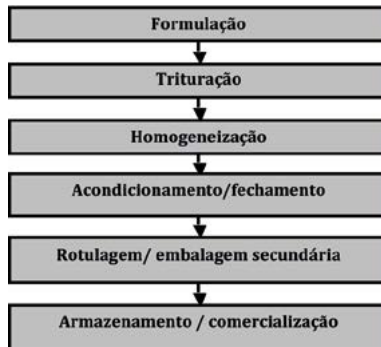 Formulação
Trituração
Homogeneização
Acondicionamento/fechamento
Rotulagem/ embalagem secundária
Armazenamento / comercialização